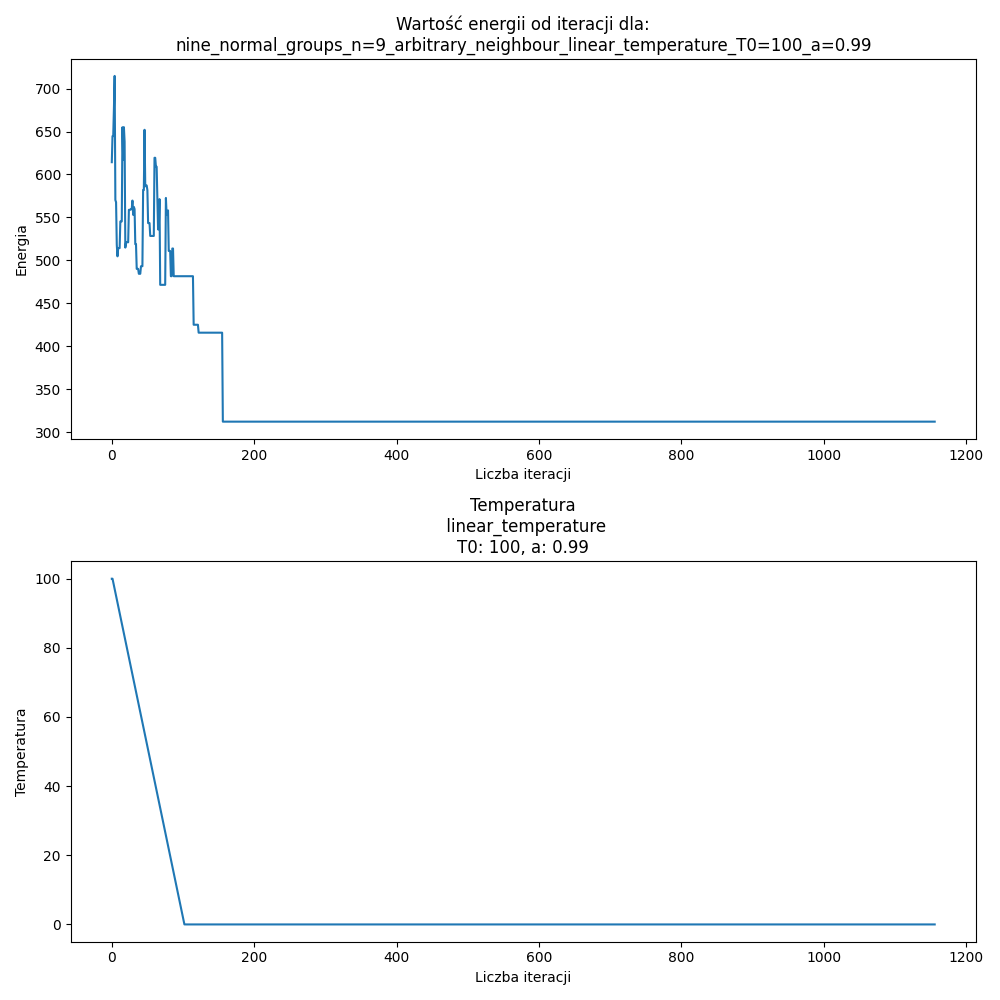 Wartość energii od iteracji dla:
nine_normal_groups_n=9_arbitrary_neighbour_linear_temperature_T0=100_a=0.99
700
650
600
550
500
450
400
350
300
Energia
0 200 400 600 800 1000 1200
Liczba iteracji
Temperatura
linear_temperature
T0: 100, a: 0.99
100
80
60
40
20
0
Temperatura
0 200 400 600 800 1000 1200
Liczba iteracji